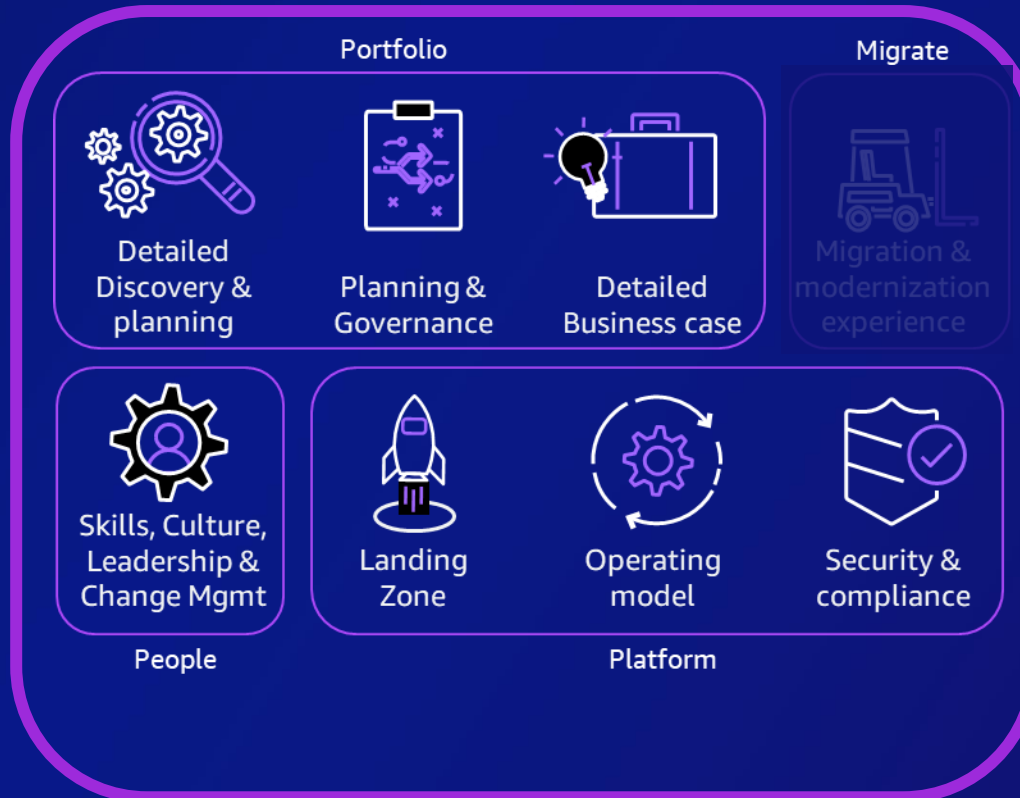 Portfolio
Migrate
Detailed
Discovery &
planning
Planning &
Governance
Detailed
Business case
Migration &
modernization
experience
Skills, Culture,
Leadership &
Change Mgmt
Landing
Zone
Operating
model
Security &
compliance
People
Platform